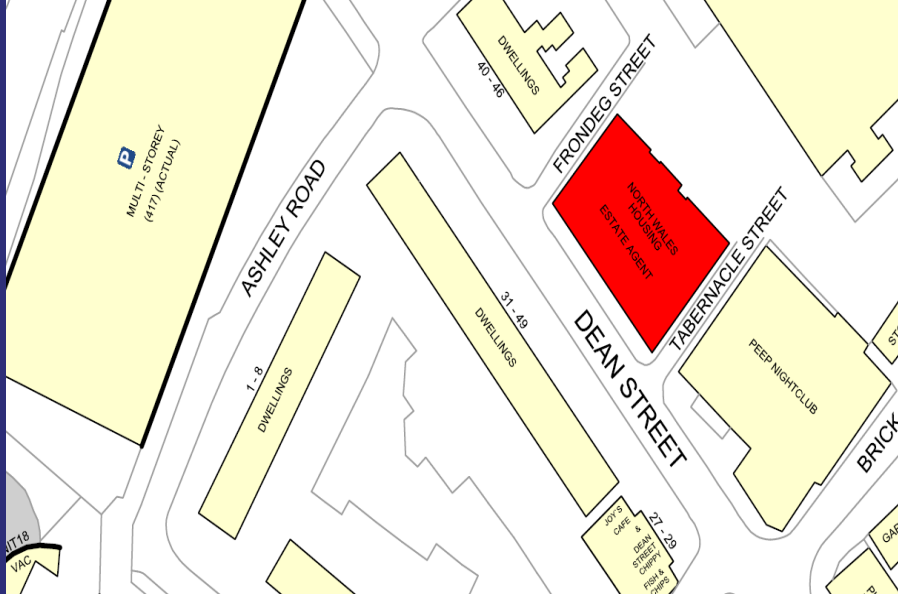 DWELLINGS
40 - 46
FRONDEG STREET
P
MULTI - STOREY
(417) (ACTUAL)
ASHLEY ROAD
NORTH WALES
HOUSING
ESTATE AGENT
TABERNACLE STREET
31 - 49
DWELLINGS
DEAN STREET
1 - 8
DWELLINGS
PEEP NIGHTCLUB
BRICK
JOY'S
CAFE
&
DEAN
STREET
CHIPPY
FISH &
CHIPS
27 - 29
VAC